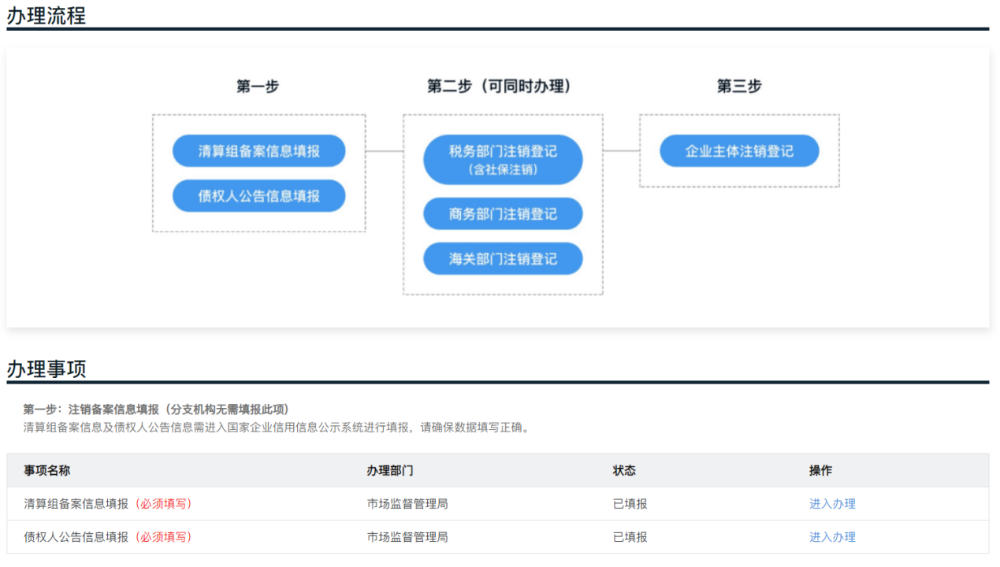 办理流程
第一步
第二步（可同时办理）
第三步
清算组备案信息填报
债权人公告信息填报
税务部门注销登记
（含社保注销）
商务部门注销登记
海关部门注销登记
企业主体注销登记
办理事项
第一步：注销备案信息填报（分支机构无需填报此项）
清算组备案信息及债权人公告信息需进入国家企业信用信息公示系统进行填报，请确保数据填写正确。
事项名称 办理部门 状态 操作
清算组备案信息填报（必须填写） 市场监督管理局 已填报 进入办理
债权人公告信息填报（必须填写） 市场监督管理局 已填报 进入办理